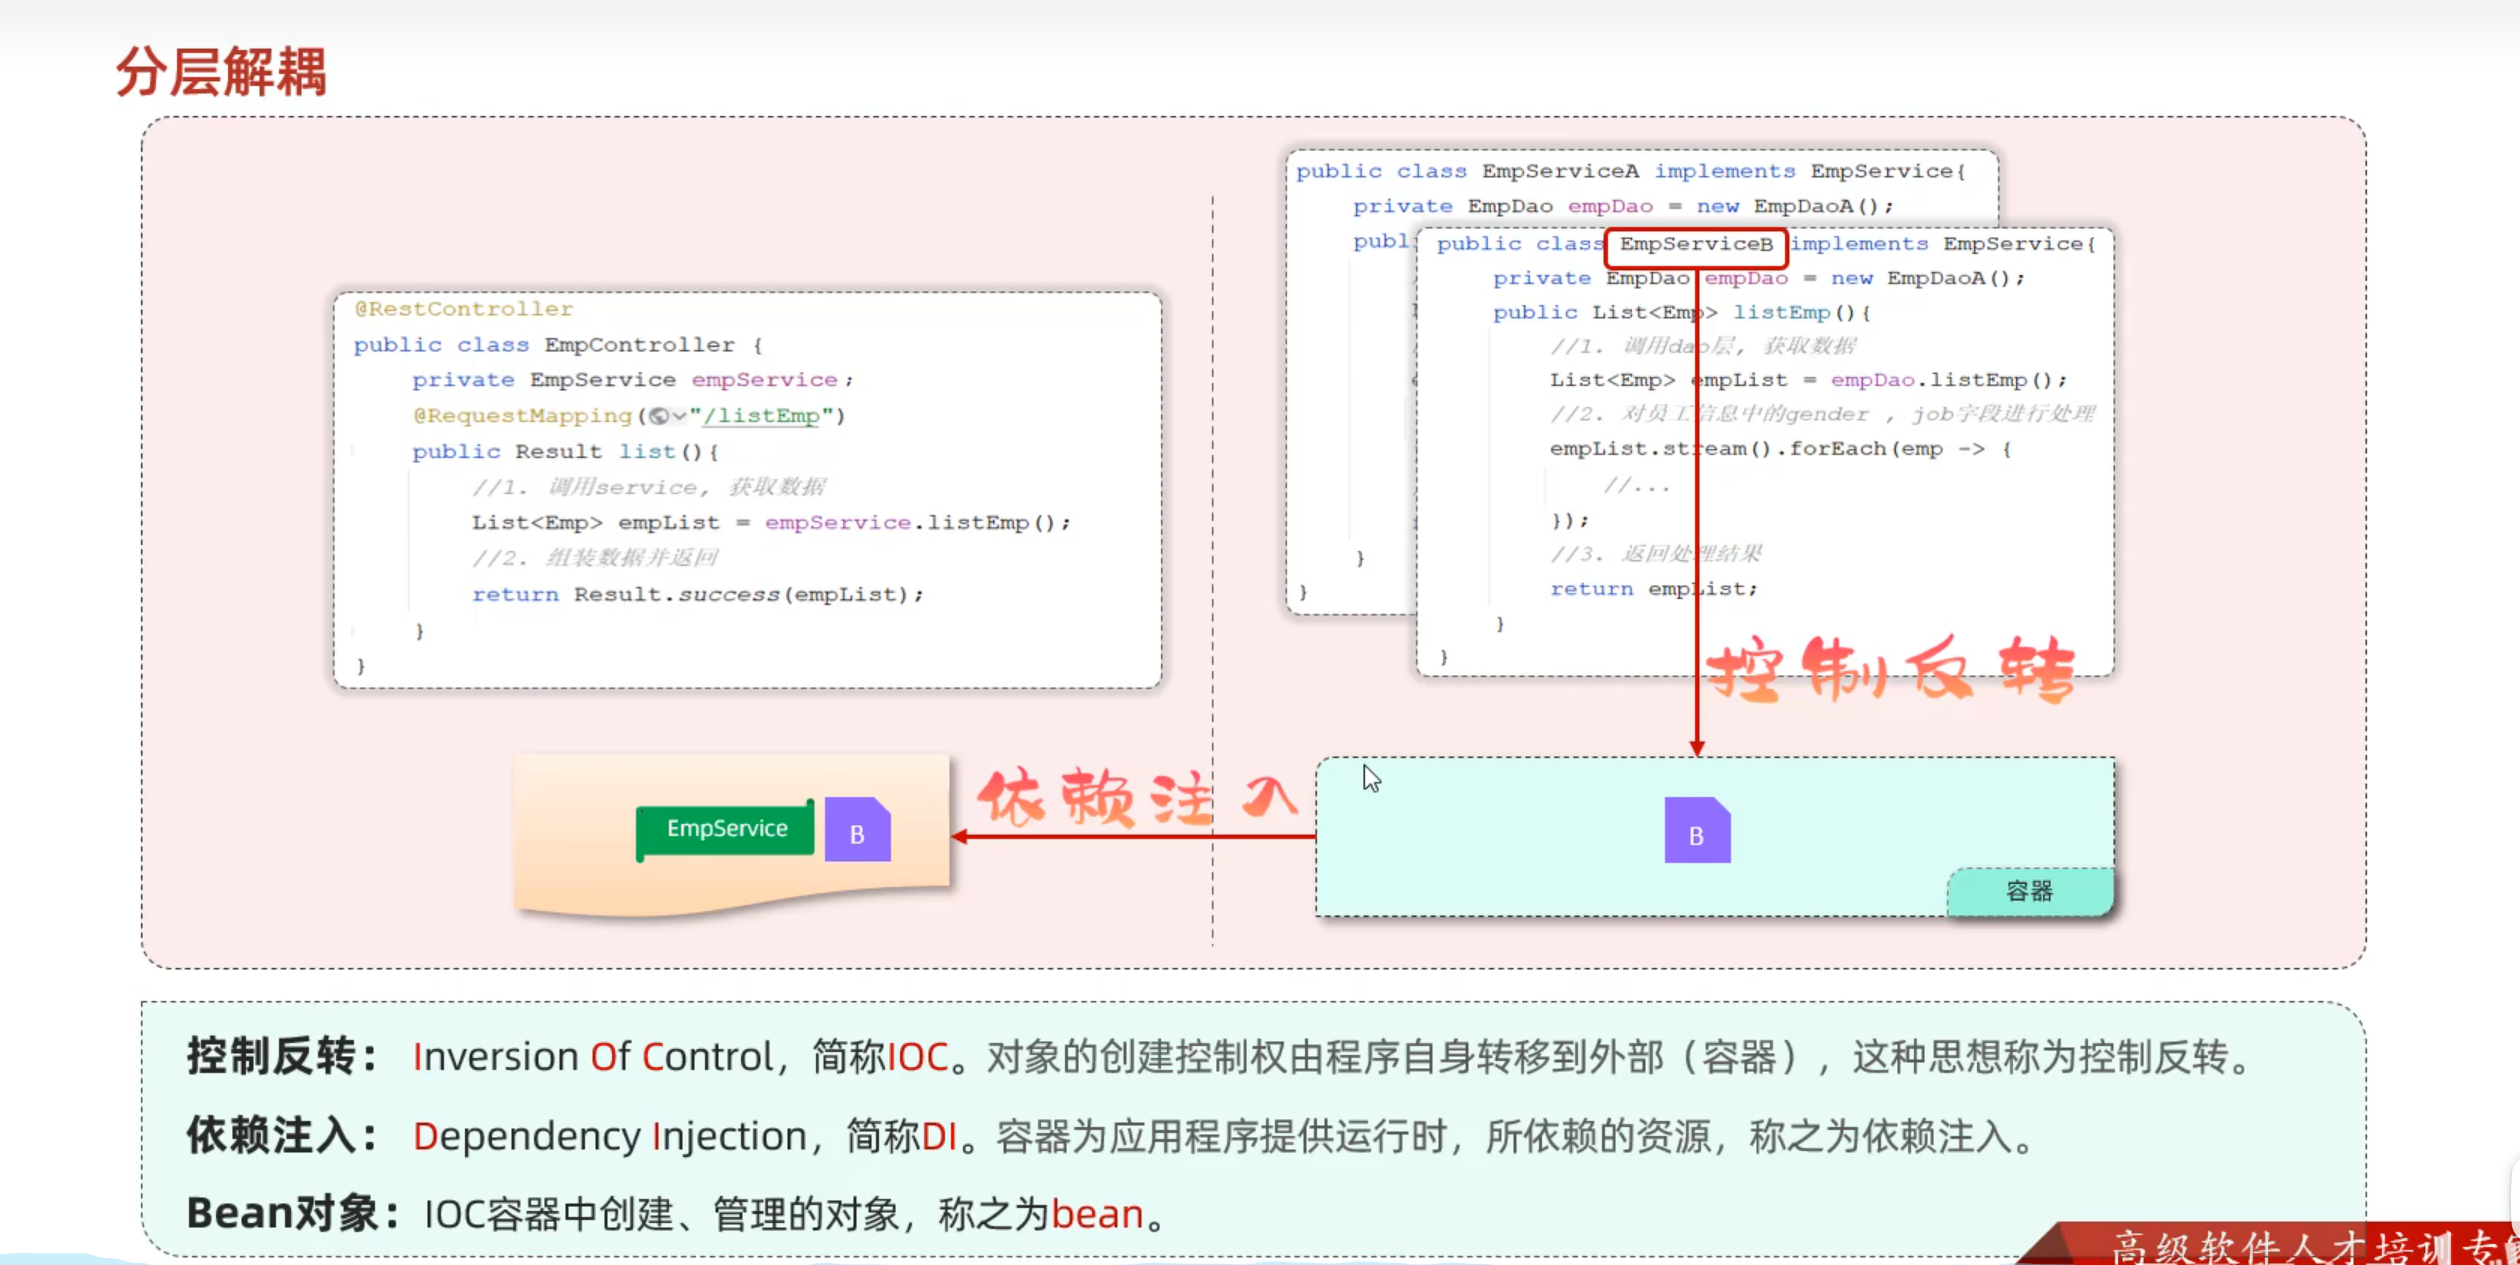 分层解耦
@RestController
public class EmpController {
private EmpService empService;
@RequestMapping("/listEmp")
public Result list(){
//1. 调用service, 获取数据
List<Emp> empList = empService.listEmp();
//2. 组装数据并返回
return Result.success(empList);
}
}
public class EmpServiceA implements EmpService{
private EmpDao empDao = new EmpDaoA();
publ
}
}
public class EmpServiceB implements EmpService{
private EmpDao empDao = new EmpDaoA();
public List<Emp> listEmp(){
//1. 调用dao层, 获取数据
List<Emp> empList = empDao.listEmp();
//2. 对员工信息中的gender , job字段进行处理
empList.stream().forEach(emp -> {
//...
});
//3. 返回处理结果
return empList;
}
}
控制反转
EmpService B
依赖注入
B
容器
控制反转： Inversion Of Control，简称IOC。对象的创建控制权由程序自身转移到外部（容器），这种思想称为控制反转。
依赖注入： Dependency Injection，简称DI。容器为应用程序提供运行时，所依赖的资源，称之为依赖注入。
Bean对象：IOC容器中创建、管理的对象，称之为bean。
高级软件人才培训专